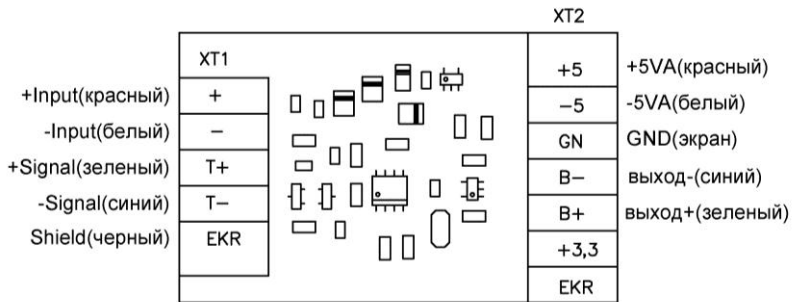 XT2
XT1
+Input(красный) + +5 +5VA(красный)
-Input(белый) − −5 -5VA(белый)
+Signal(зеленый) T+ GN GND(экран)
-Signal(синий) T− B− выход-(синий)
Shield(черный) EKR B+ выход+(зеленый)
+3,3
EKR